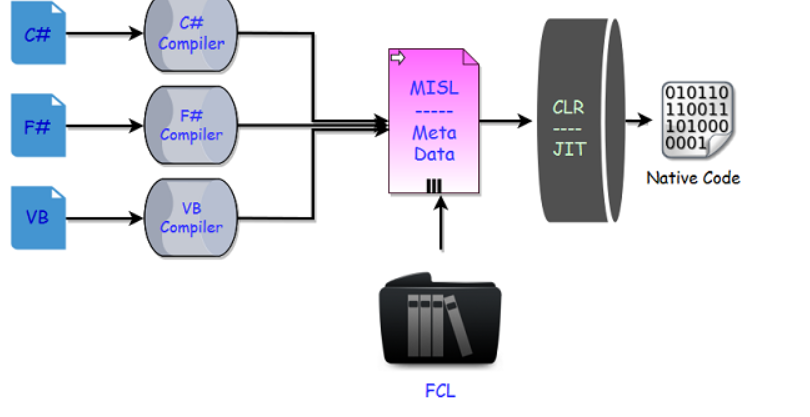 C#
C#
Compiler
F#
F#
Compiler
VB
VB
Compiler
MISL
-----
Meta
Data
CLR
----
JIT
010110
110011
101000
0001
Native Code
FCL